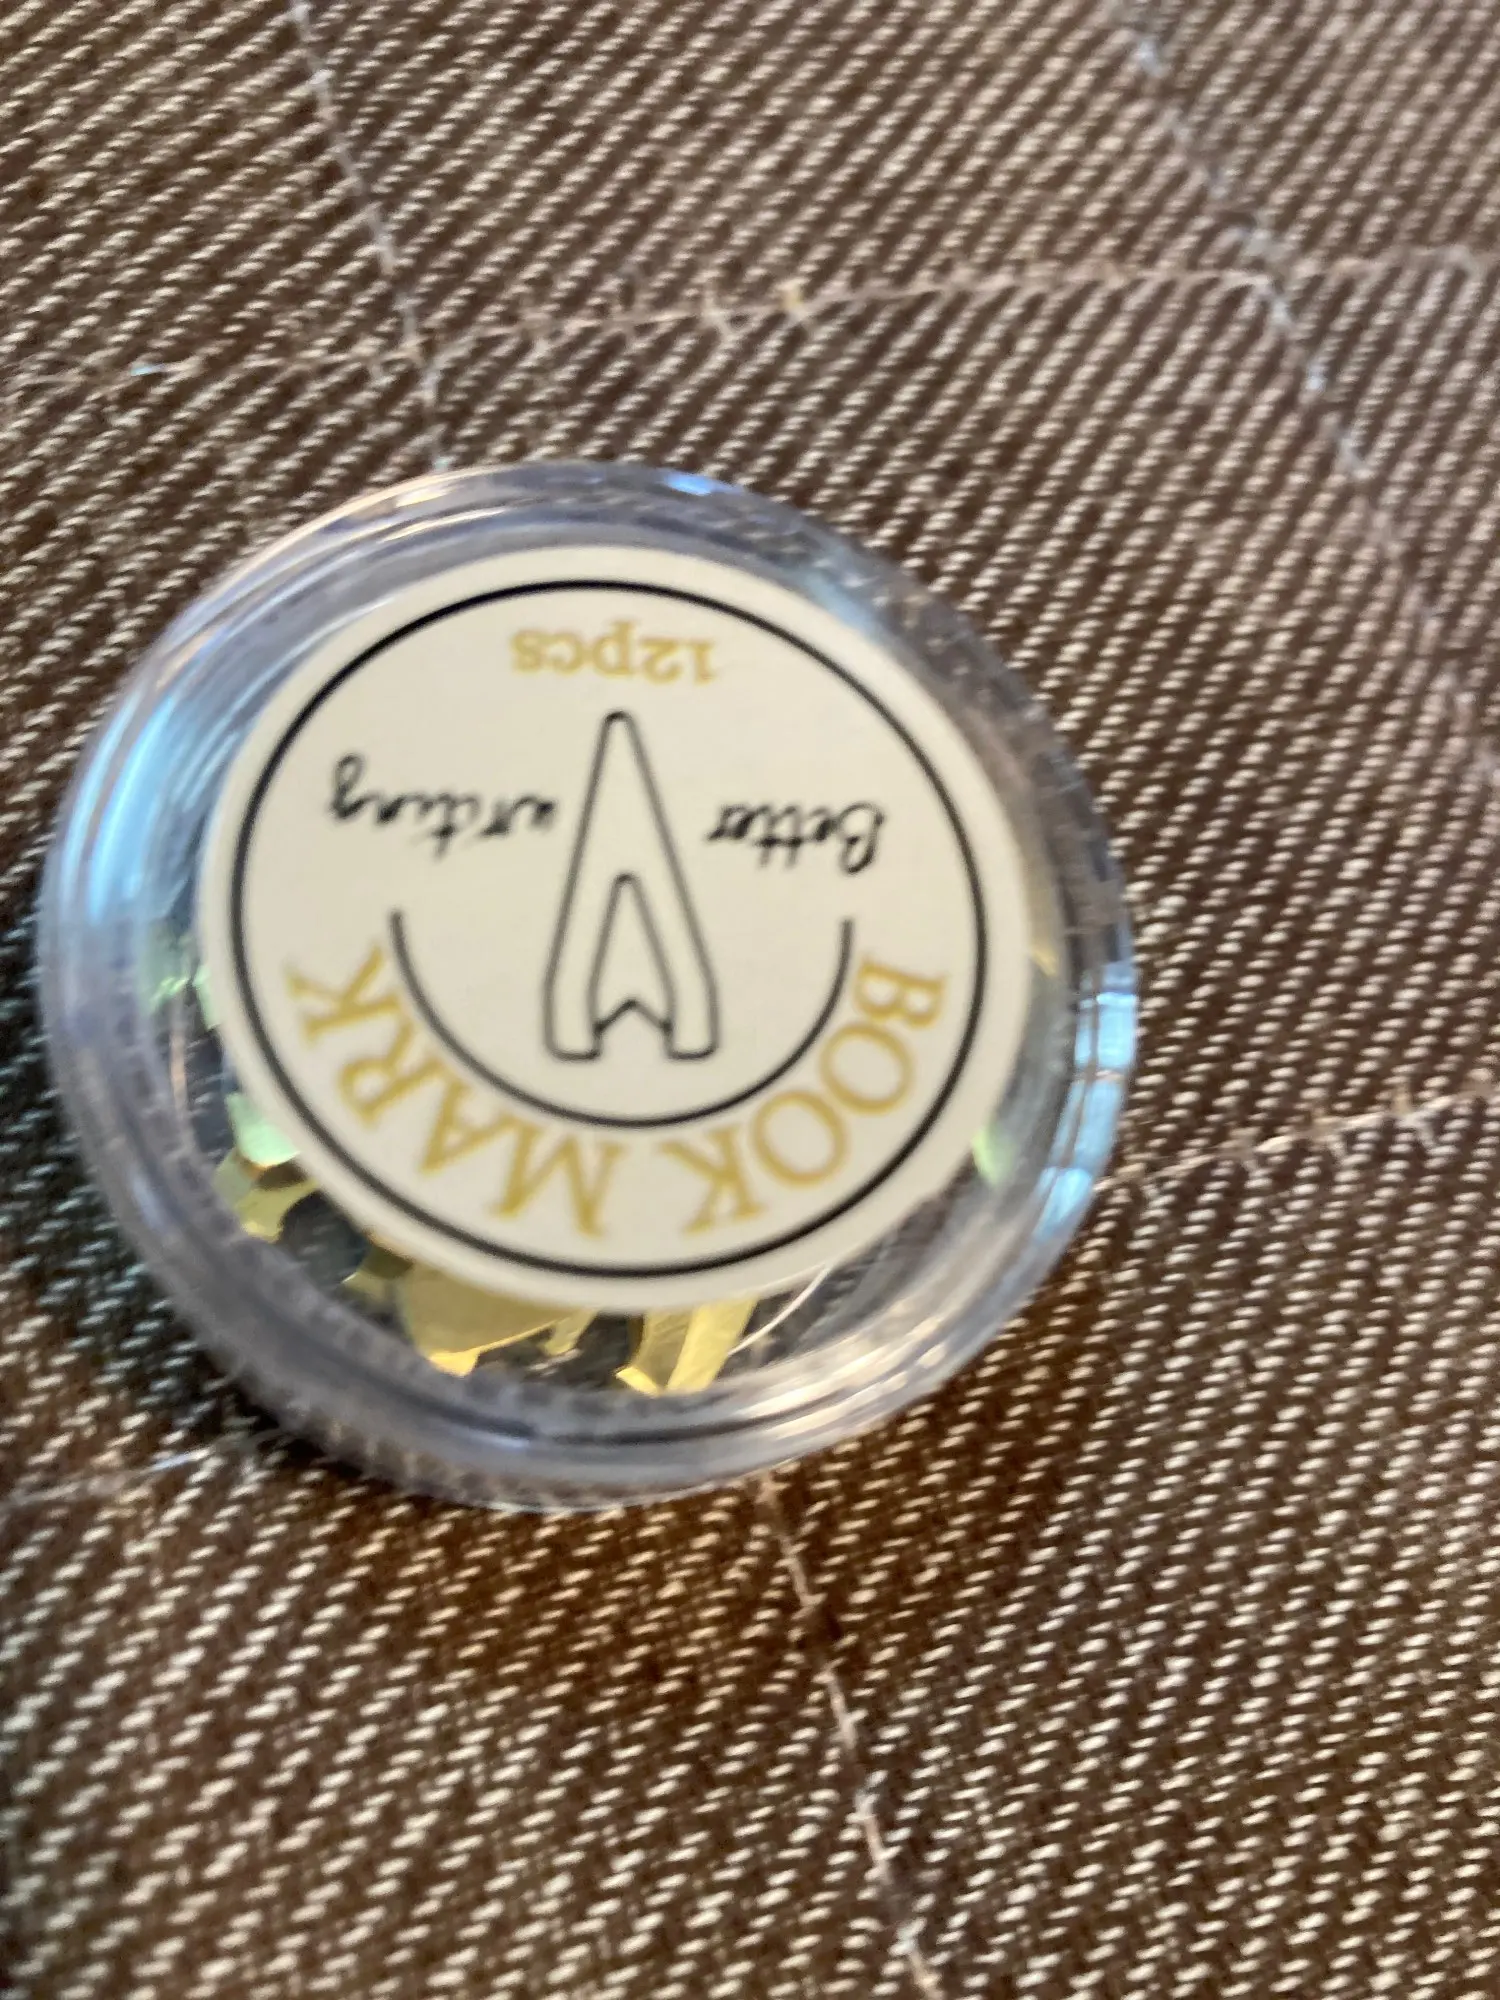 BOOK MARK
Better writing
12pcs